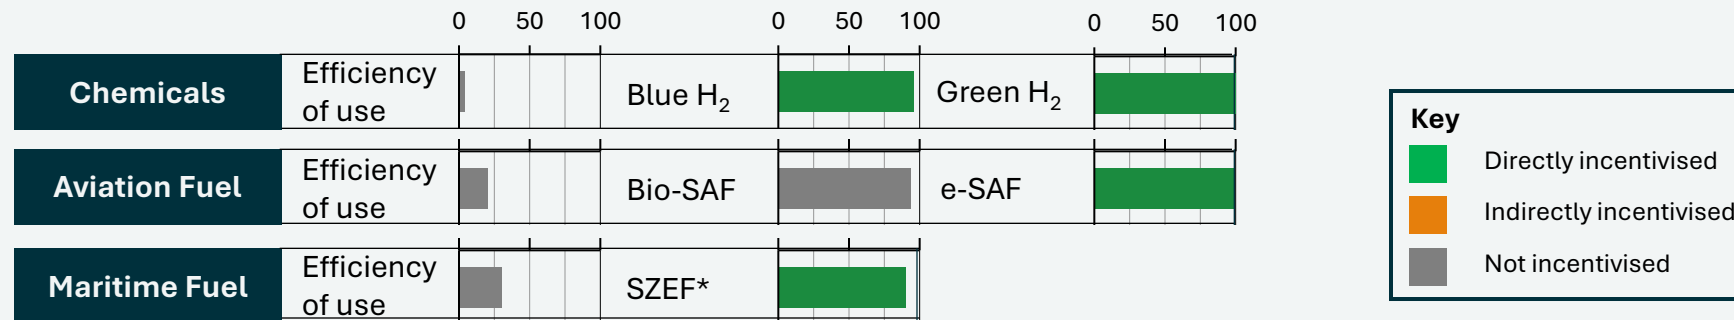 0 50 100 0 50 100 0 50 100
Chemicals
Efficiency
of use
Blue H₂
Green H₂
Aviation Fuel
Efficiency
of use
Bio-SAF
e-SAF
Maritime Fuel
Efficiency
of use
SZEF*
Key
Directly incentivised
Indirectly incentivised
Not incentivised